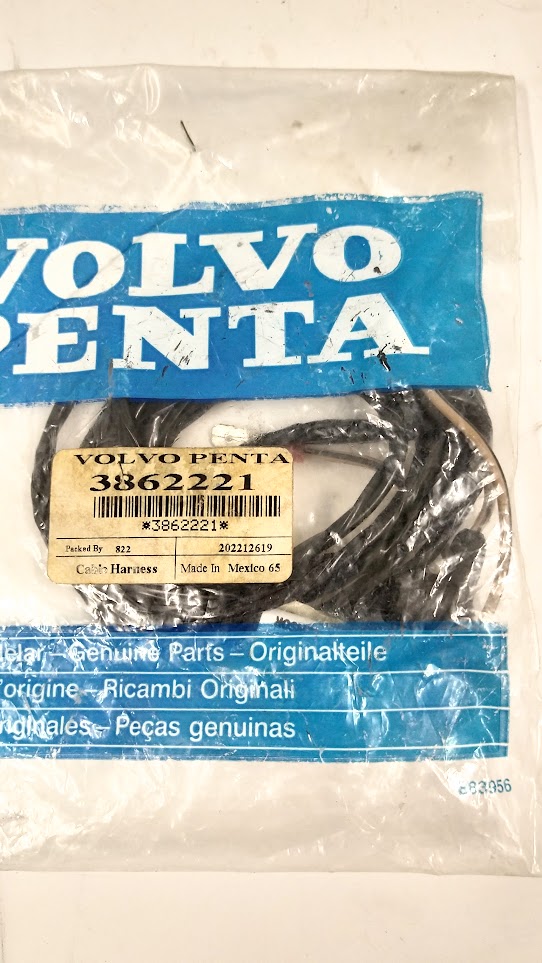 VOLVO
PENTA
VOLVO PENTA
3862221
*3862221*
Packed By 822 202212619
Cable Harness Made In Mexico 65
Genuine Parts – Originalteile
origine – Ricambi Originali
Peças genuinas